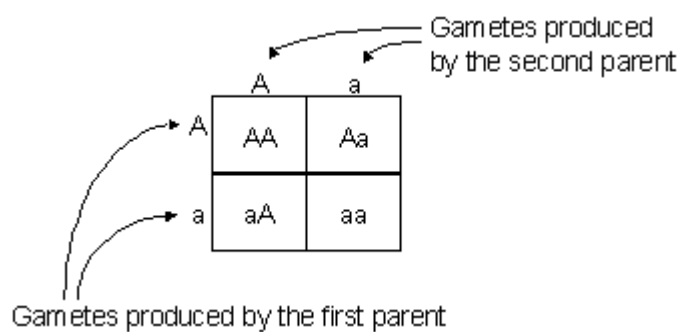 Gametes produced
by the second parent
A a
A AA Aa
a aA aa
Gametes produced by the first parent